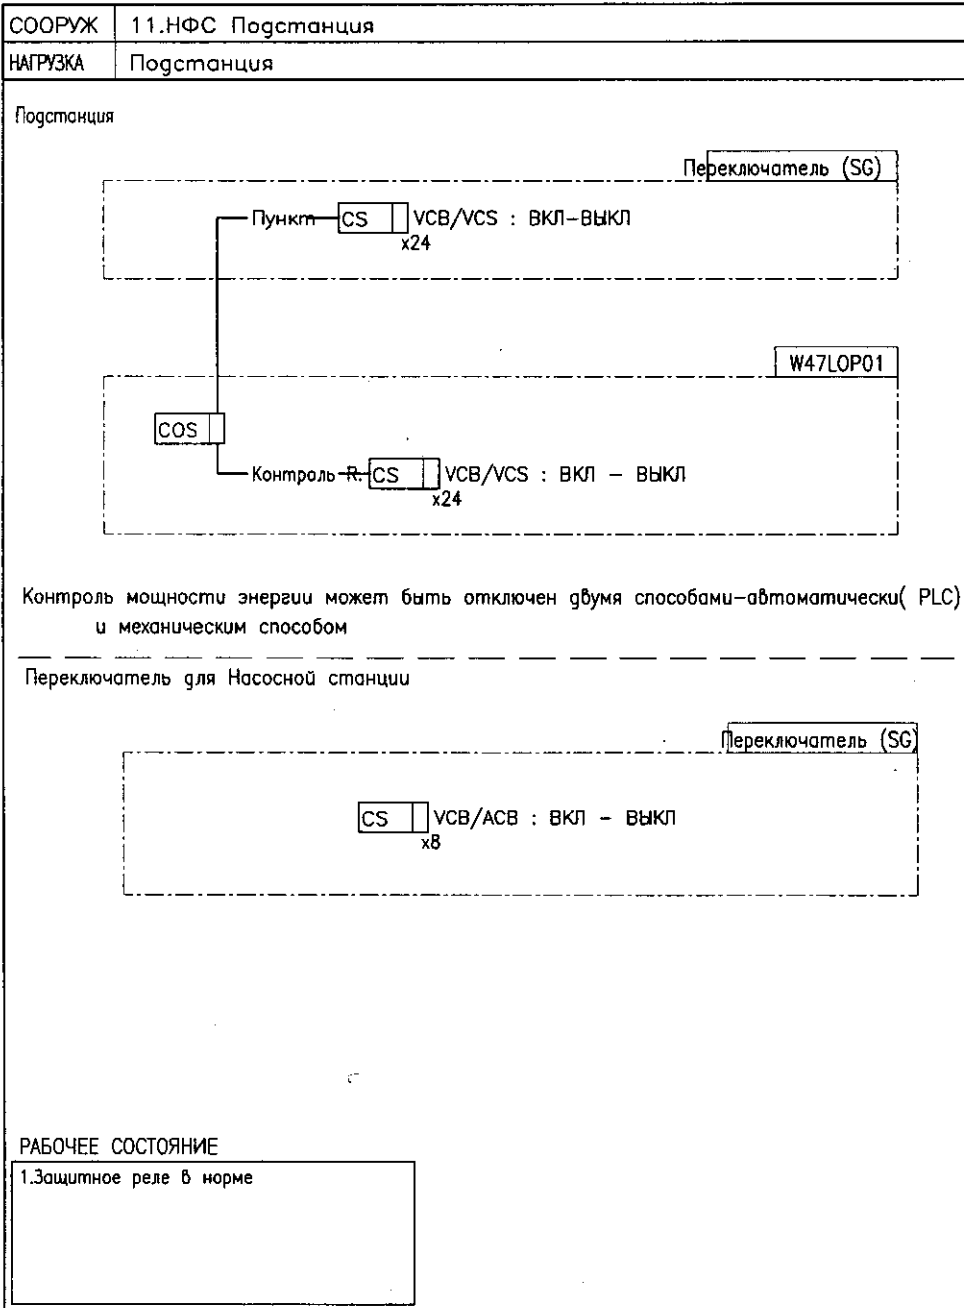 СООРУЖ 11.НФС Подстанция
НАГРУЗКА Подстанция
Подстанция
Переключатель (SG)
Пункт CS VCB/VCS : ВКЛ-ВЫКЛ
x24
W47LOP01
COS
Контроль R. CS VCB/VCS : ВКЛ - ВЫКЛ
x24
Контроль мощности энергии может быть отключен двумя способами-автоматически( PLC)
и механическим способом
Переключатель для Насосной станции
Переключатель (SG)
CS VCB/ACB : ВКЛ - ВЫКЛ
x8
РАБОЧЕЕ СОСТОЯНИЕ
1.Защитное реле в норме